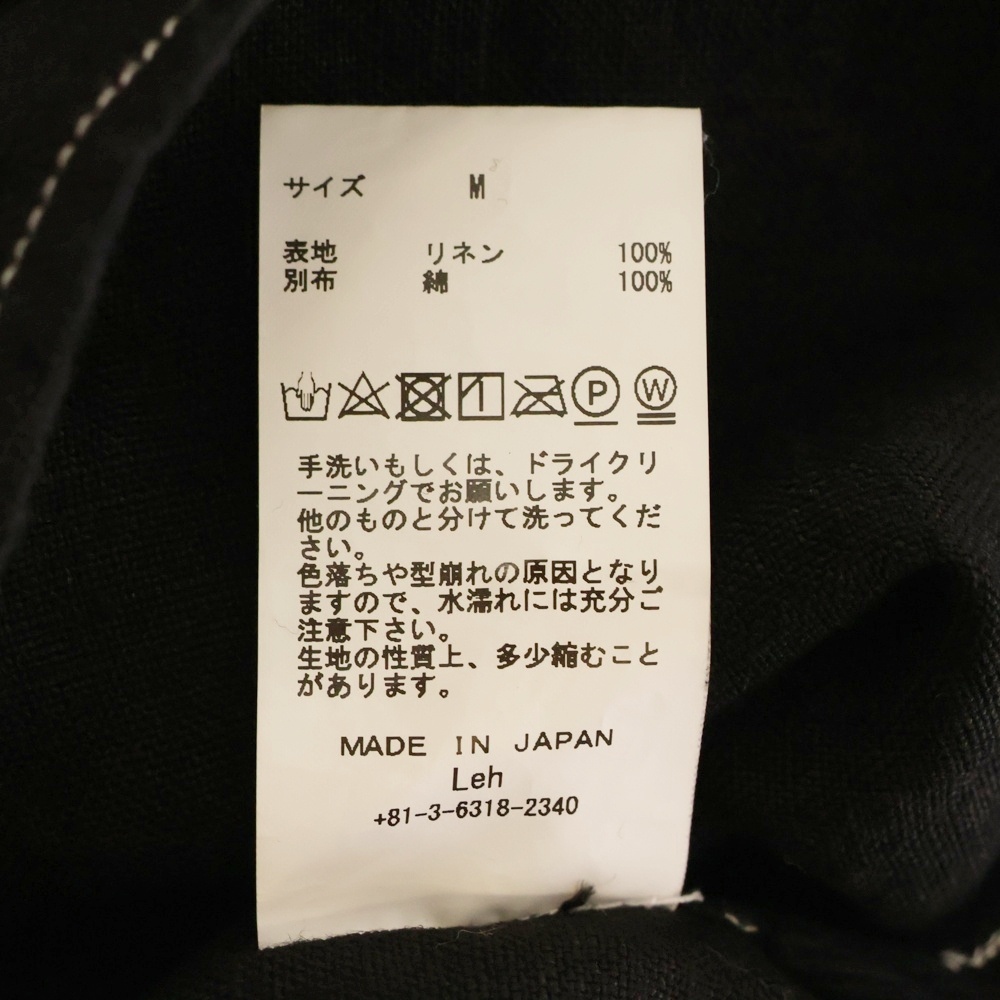 サイズ M
表地 リネン 100%
別布 綿 100%
P W
手洗いもしくは、ドライクリ
ーニングでお願いします。
他のものと分けて洗ってくだ
さい。
色落ちや型崩れの原因となり
ますので、水濡れには充分ご
注意下さい。
生地の性質上、多少縮むこと
があります。
MADE IN JAPAN
Leh
+81-3-6318-2340